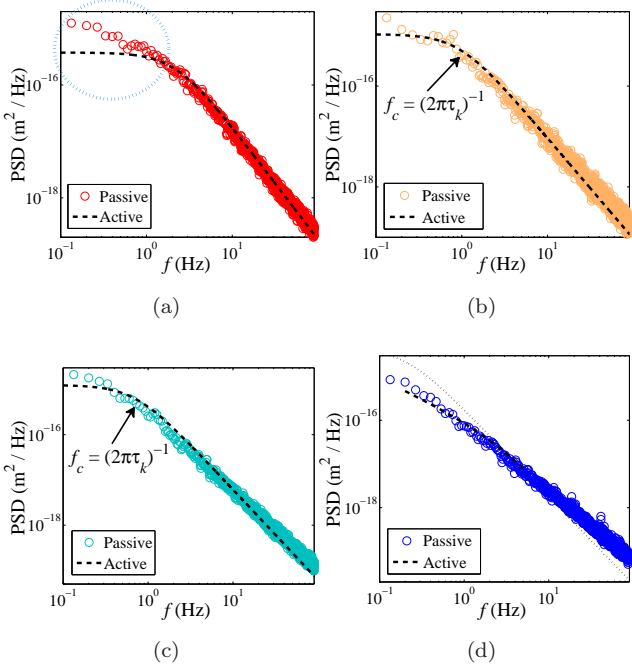 PSD (m² / Hz)
10⁻¹⁶
10⁻¹⁸
Passive
Active
10⁻¹ 10⁰ 10¹
f (Hz)
(a)
PSD (m² / Hz)
10⁻¹⁶
10⁻¹⁸
f_c = (2πτ_k)⁻¹
Passive
Active
10⁻¹ 10⁰ 10¹
f (Hz)
(b)
PSD (m² / Hz)
10⁻¹⁶
10⁻¹⁸
f_c = (2πτ_k)⁻¹
Passive
Active
10⁻¹ 10⁰ 10¹
f (Hz)
(c)
PSD (m² / Hz)
10⁻¹⁶
10⁻¹⁸
Passive
Active
10⁻¹ 10⁰ 10¹
f (Hz)
(d)